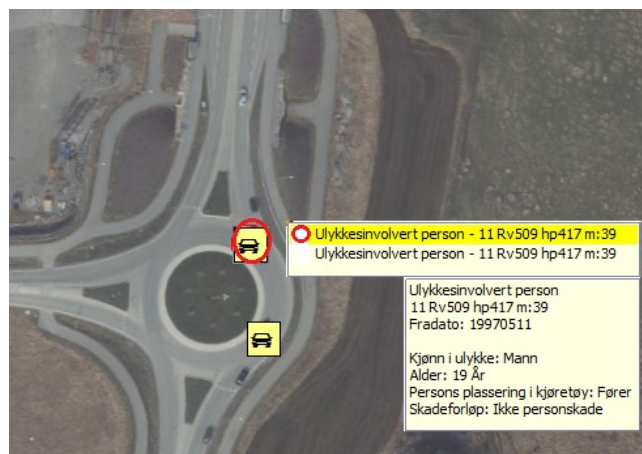 Ulykkesinvolvert person - 11 Rv509 hp417 m:39
Ulykkesinvolvert person - 11 Rv509 hp417 m:39
Ulykkesinvolvert person
11 Rv509 hp417 m:39
Fradato: 19970511
Kjønn i ulykke: Mann
Alder: 19 År
Persons plassering i kjøretøy: Fører
Skadeforløp: Ikke personskade